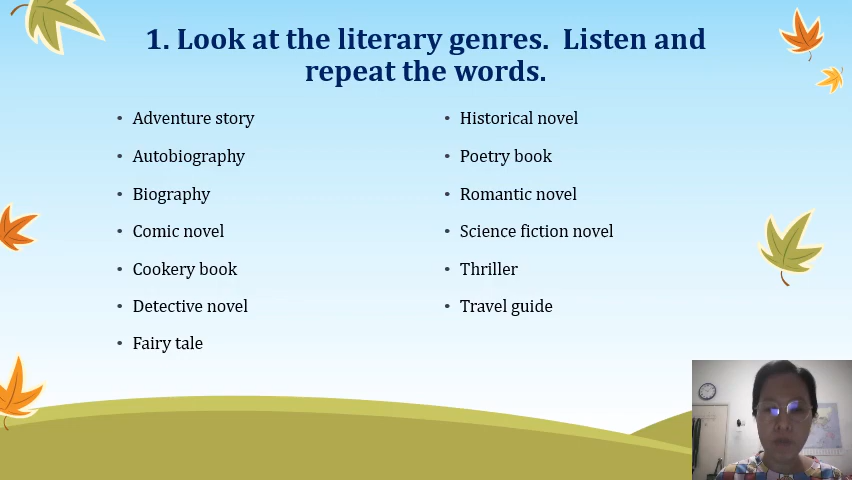 1. Look at the literary genres.  Listen and
repeat the words.
• Adventure story
• Autobiography
• Biography
• Comic novel
• Cookery book
• Detective novel
• Fairy tale
• Historical novel
• Poetry book
• Romantic novel
• Science fiction novel
• Thriller
• Travel guide